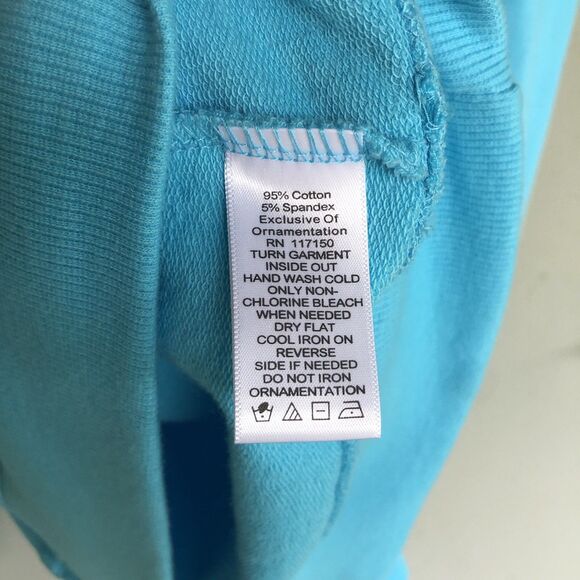 95% Cotton
5% Spandex
Exclusive Of
Ornamentation
RN 117150
TURN GARMENT
INSIDE OUT
HAND WASH COLD
ONLY NON-
CHLORINE BLEACH
WHEN NEEDED
DRY FLAT
COOL IRON ON
REVERSE
SIDE IF NEEDED
DO NOT IRON
ORNAMENTATION